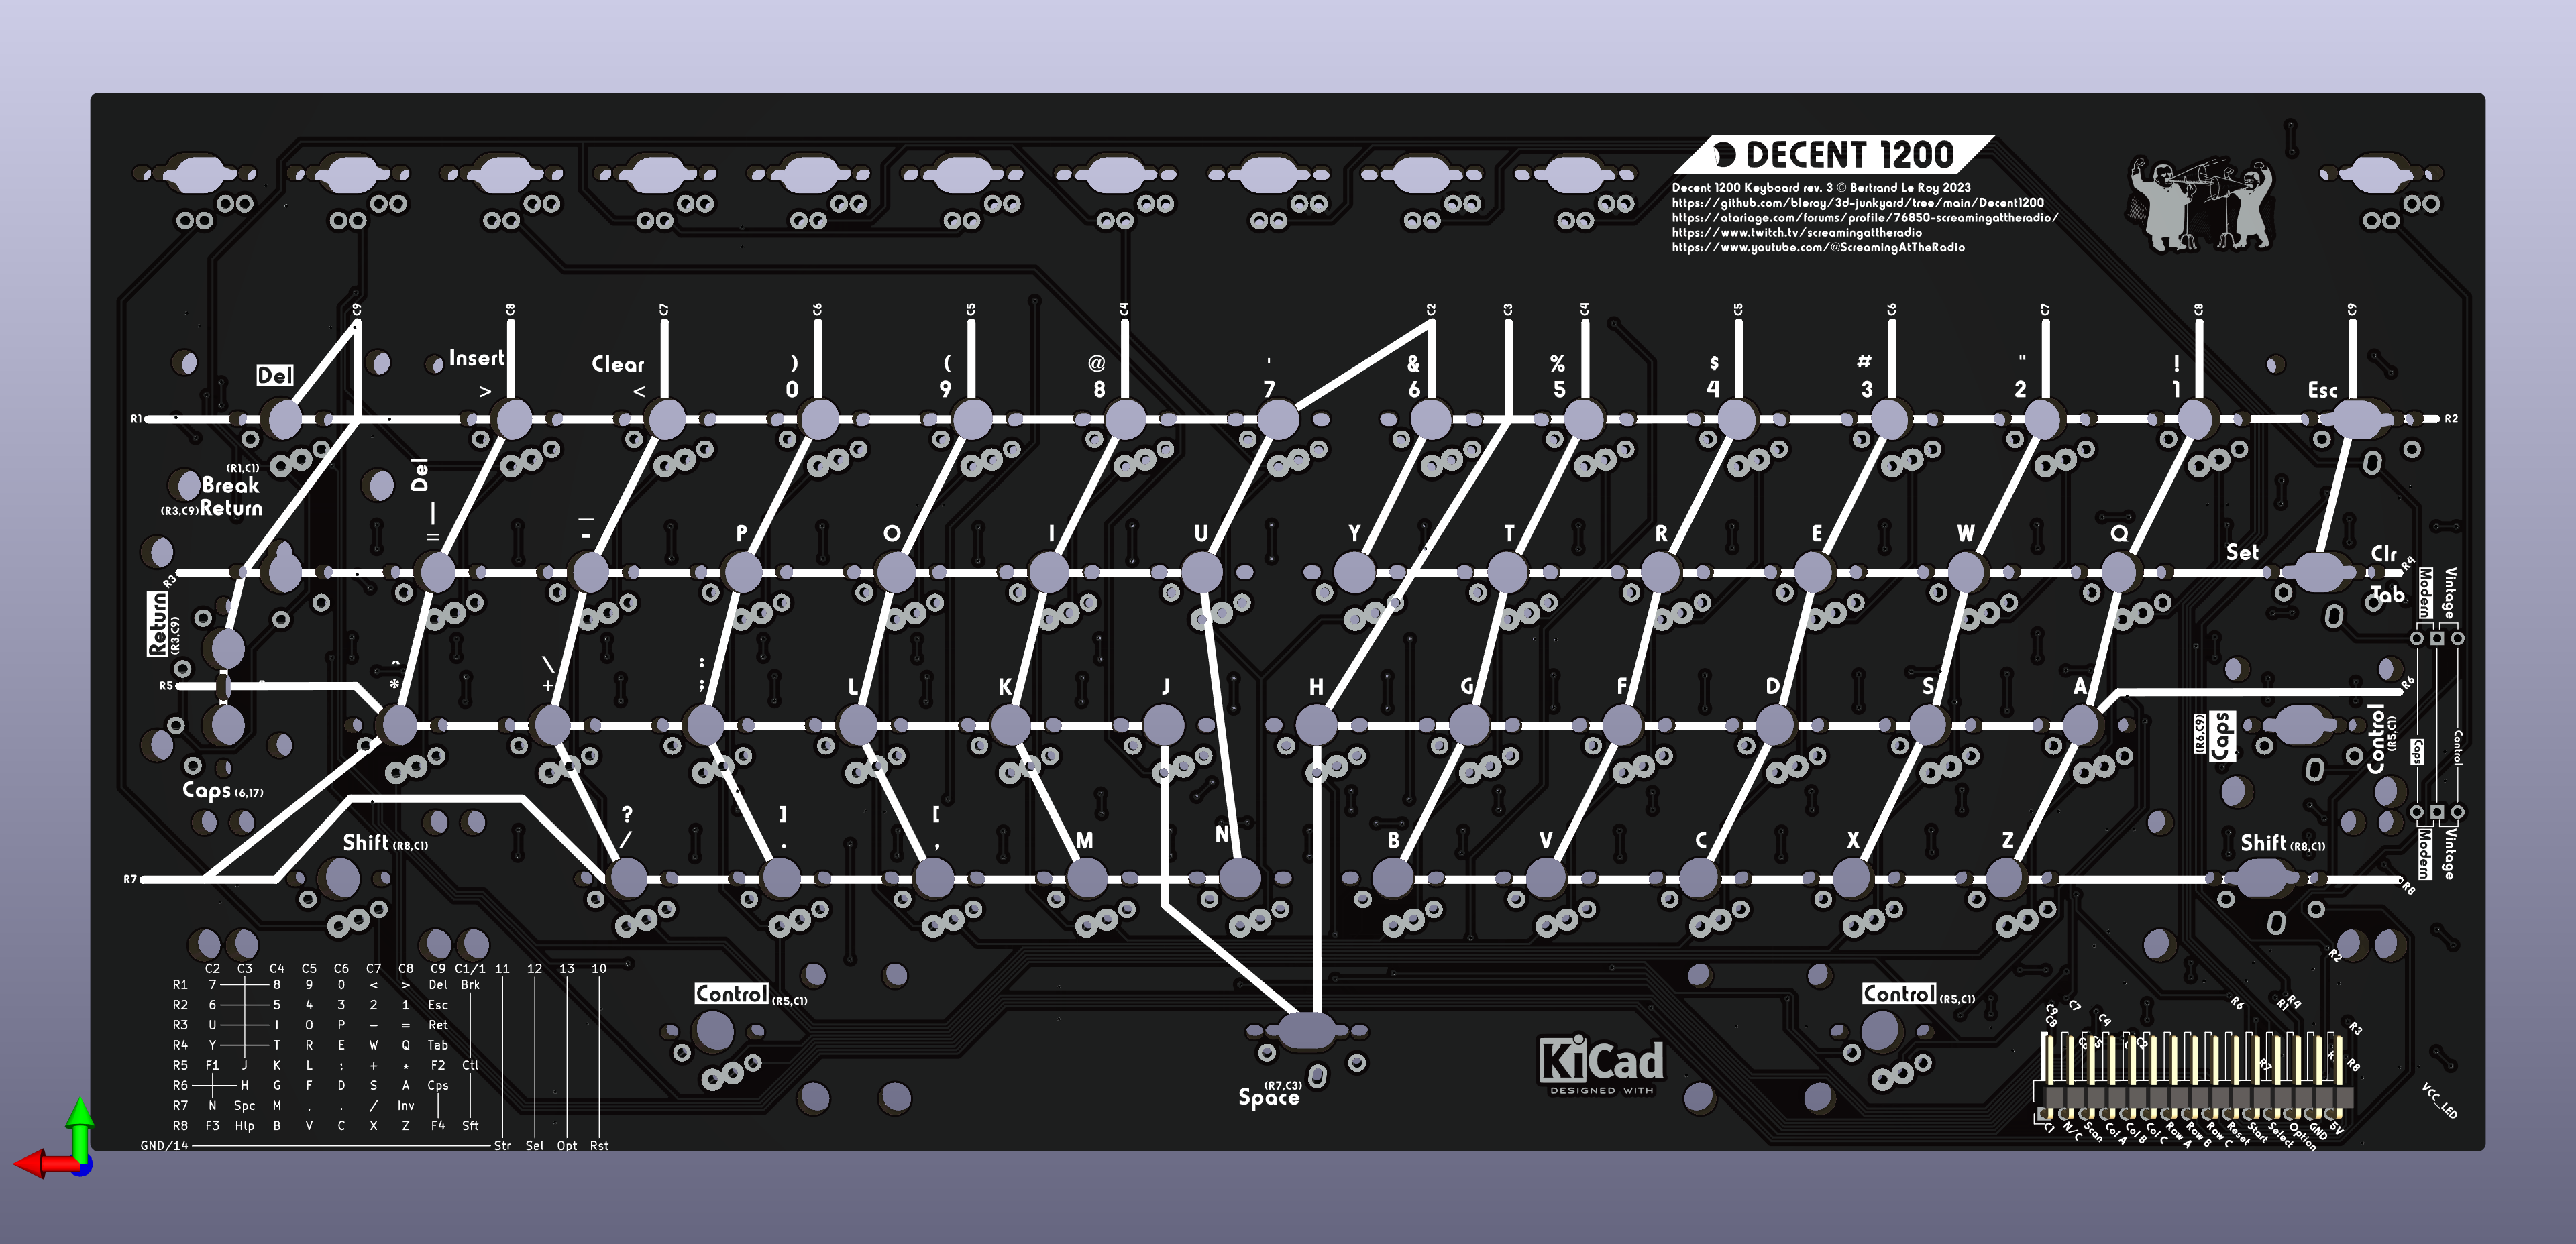 DECENT 1200
Decent 1200 Keyboard rev. 3 © Bertrand Le Roy 2023
https://github.com/bleroy/3d-junkyard/tree/main/Decent1200
https://atariage.com/forums/profile/76850-screamingattheradio/
https://www.twitch.tv/screamingattheradio
https://www.youtube.com/@ScreamingAtTheRadio
C9 C8 C7 C6 C5 C4 C2 C3 C4 C5 C6 C7 C8 C9
Del Insert Clear ) ( @ ' & % $ # " !
> < 0 9 8 7 6 5 4 3 2 1 Esc
R1 R2
(R1,C1)
Break
(R3,C9)Return
Del
| _
= - P O I U Y T R E W Q Set Clr
R3 R4
Tab
Modern Vintage
Return
(R3,C9)
^ \ :
R5 * + ; L K J H G F D S A R6
(R6,C9)
Caps
Control
(R5,C1)
Caps
Control
Caps (6,17)
? ] [
Shift (R8,C1) / . , M N B V C X Z Shift (R8,C1)
Modern Vintage
R7 R8
C2 C3 C4 C5 C6 C7 C8 C9 C1/1 11 12 13 10
R1 7 8 9 0 < > Del Brk
R2 6 5 4 3 2 1 Esc
R3 U I O P - = Ret
R4 Y T R E W Q Tab
R5 F1 J K L ; + * F2 Ctl
R6 H G F D S A Cps
R7 N Spc M , . / Inv
R8 F3 Hlp B V C X Z F4 Sft
GND/14 Str Sel Opt Rst
Control (R5,C1)
(R7,C3)
Space
KiCad
DESIGNED WITH
Control (R5,C1)
R2
C9 C7 R6 R4
C8 C4 R1 R3
C2
R7 R8
VCC_LED
C1 N/C Scan Col A Col B Col C Row A Row B Row C Reset Start Select Option GND 5V